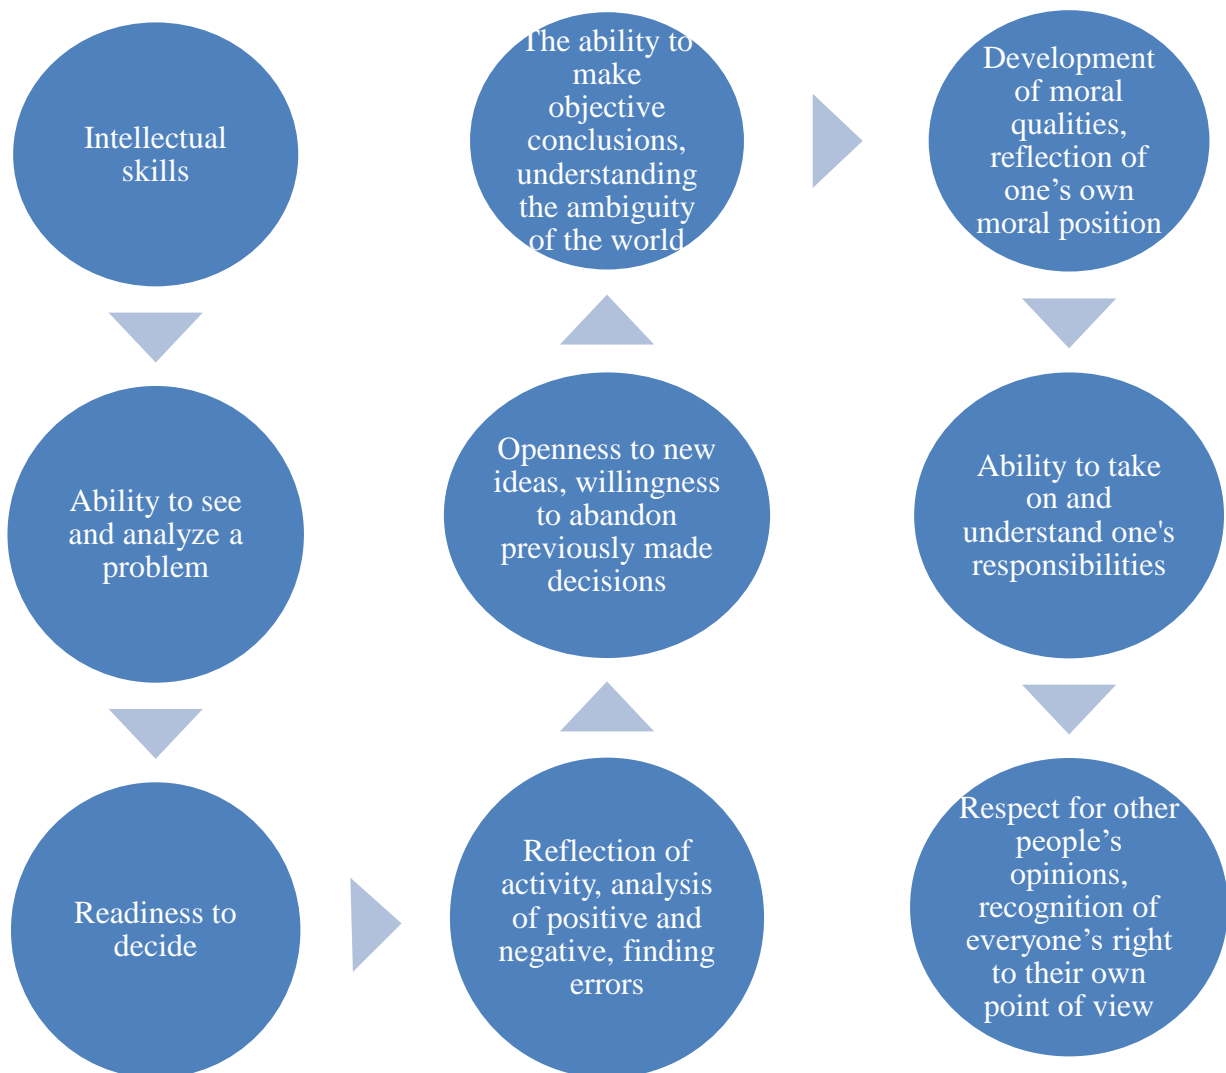 Intellectual
skills
Ability to see
and analyze a
problem
Readiness to
decide
Reflection of
activity, analysis
of positive and
negative, finding
errors
Openness to new
ideas, willingness
to abandon
previously made
decisions
The ability to
make
objective
conclusions,
understanding
the ambiguity
of the world
Development
of moral
qualities,
reflection of
one’s own
moral position
Ability to take
on and
understand one's
responsibilities
Respect for other
people’s
opinions,
recognition of
everyone’s right
to their own
point of view